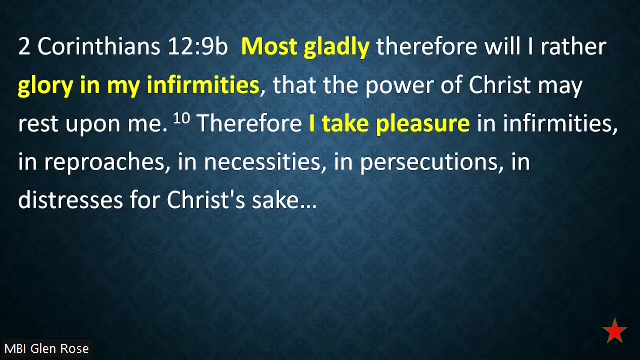 2 Corinthians 12:9b  Most gladly therefore will I rather
glory in my infirmities, that the power of Christ may
rest upon me. 10 Therefore I take pleasure in infirmities,
in reproaches, in necessities, in persecutions, in
distresses for Christ's sake…
MBI Glen Rose